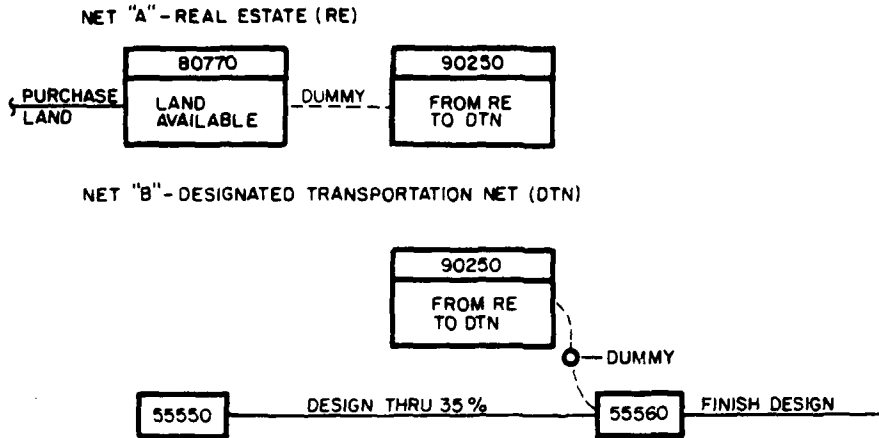 NET "A" - REAL ESTATE (RE)
80770
90250
PURCHASE
LAND
LAND
AVAILABLE
DUMMY
FROM RE
TO DTN
NET "B" - DESIGNATED TRANSPORTATION NET (DTN)
90250
FROM RE
TO DTN
DUMMY
55550
DESIGN THRU 35%
55560
FINISH DESIGN